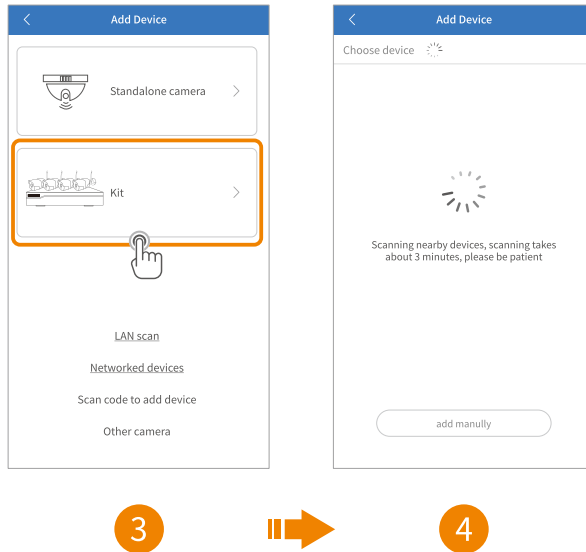 Add Device
Standalone camera
Kit
LAN scan
Networked devices
Scan code to add device
Other camera
3
Add Device
Choose device
Scanning nearby devices, scanning takes
about 3 minutes, please be patient
add manully
4